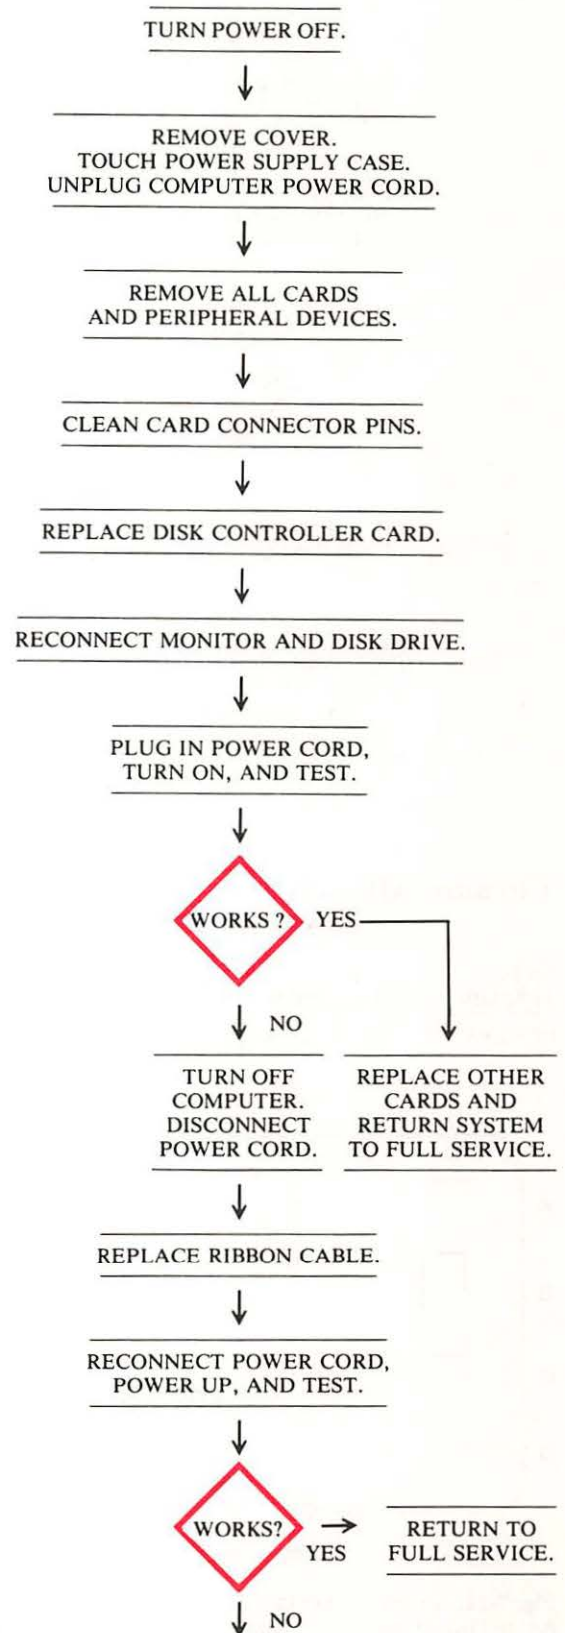 TURN POWER OFF.
REMOVE COVER.
TOUCH POWER SUPPLY CASE.
UNPLUG COMPUTER POWER CORD.
REMOVE ALL CARDS
AND PERIPHERAL DEVICES.
CLEAN CARD CONNECTOR PINS.
REPLACE DISK CONTROLLER CARD.
RECONNECT MONITOR AND DISK DRIVE.
PLUG IN POWER CORD,
TURN ON, AND TEST.
WORKS ? YES
NO
TURN OFF
COMPUTER.
DISCONNECT
POWER CORD.
REPLACE OTHER
CARDS AND
RETURN SYSTEM
TO FULL SERVICE.
REPLACE RIBBON CABLE.
RECONNECT POWER CORD,
POWER UP, AND TEST.
WORKS?
YES
RETURN TO
FULL SERVICE.
NO